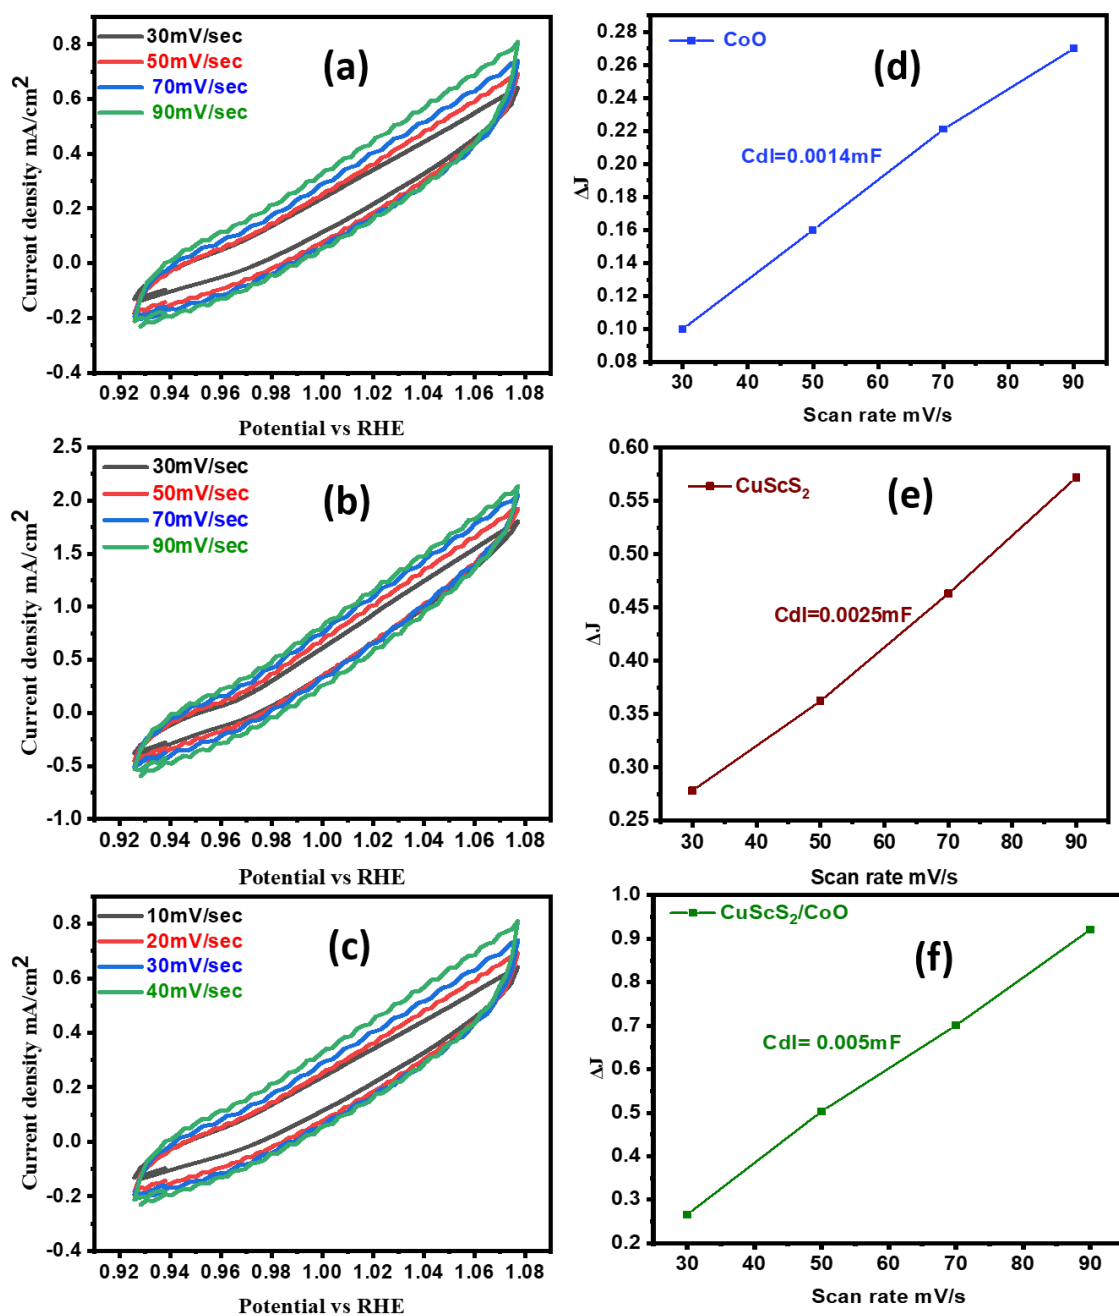 30mV/sec
50mV/sec
70mV/sec
90mV/sec
(a)
Current density mA/cm²
0.8
0.6
0.4
0.2
0.0
-0.2
-0.4
0.92 0.94 0.96 0.98 1.00 1.02 1.04 1.06 1.08
Potential vs RHE
CoO
(d)
Cdl=0.0014mF
ΔJ
0.28
0.26
0.24
0.22
0.20
0.18
0.16
0.14
0.12
0.10
0.08
30 40 50 60 70 80 90
Scan rate mV/s
30mV/sec
50mV/sec
70mV/sec
90mV/sec
(b)
Current density mA/cm²
2.5
2.0
1.5
1.0
0.5
0.0
-0.5
-1.0
0.92 0.94 0.96 0.98 1.00 1.02 1.04 1.06 1.08
Potential vs RHE
CuScS₂
(e)
Cdl=0.0025mF
ΔJ
0.60
0.55
0.50
0.45
0.40
0.35
0.30
0.25
30 40 50 60 70 80 90
Scan rate mV/s
10mV/sec
20mV/sec
30mV/sec
40mV/sec
(c)
Current density mA/cm²
0.8
0.6
0.4
0.2
0.0
-0.2
-0.4
0.92 0.94 0.96 0.98 1.00 1.02 1.04 1.06 1.08
Potential vs RHE
CuScS₂/CoO
(f)
Cdl= 0.005mF
ΔJ
1.0
0.9
0.8
0.7
0.6
0.5
0.4
0.3
0.2
30 40 50 60 70 80 90
Scan rate mV/s